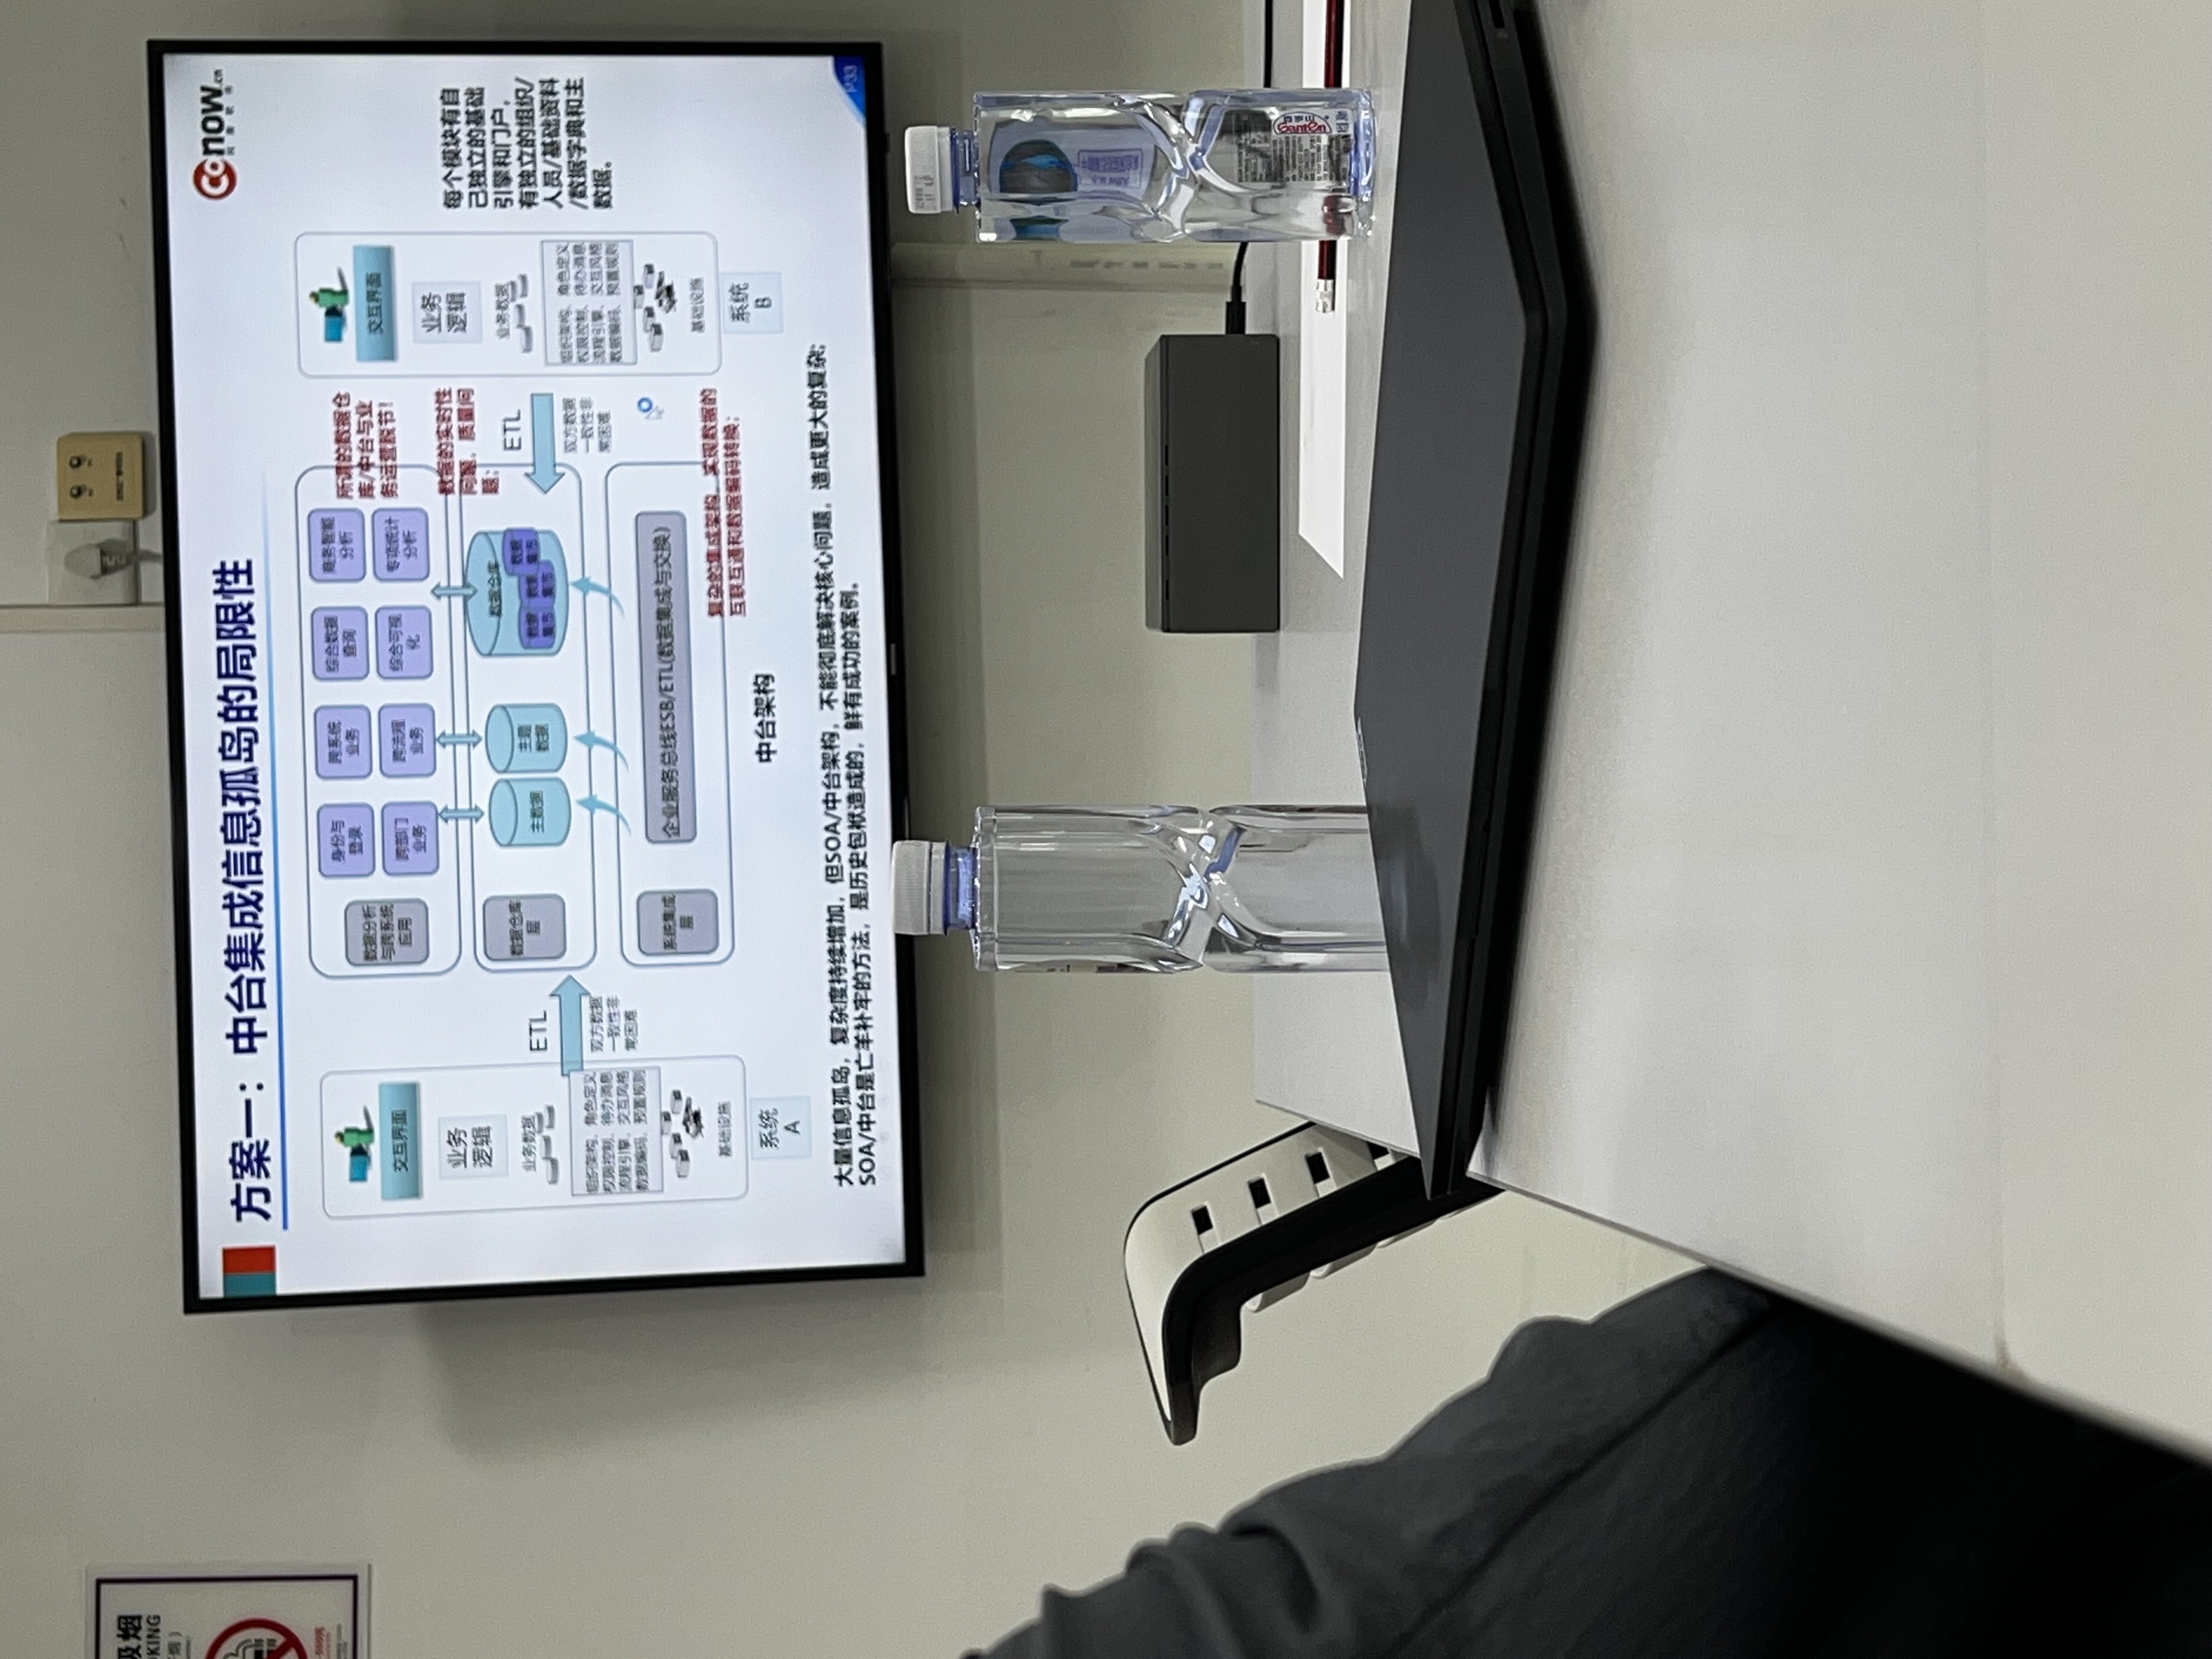 吸烟
OKING
方案一：中台集成信息孤岛的局限性
Conow.cn
交互界面
业务
逻辑
业务数据
组织架构、角色定义
权限控制、待办消息
流程引擎、交互风格
数据编码、预置规则
基础设施
系统
A
ETL
双方数据
一致性非
常困难
数据分析
与跨系统
应用
身份与
登录
跨系统
业务
综合数据
查询
商务智能
分析
跨部门
业务
跨流程
业务
综合可视
化
专项统计
分析
所谓的数据仓
库/中台与业
务运营脱节！
数据的实时性
问题，质量问
题；
数据仓库
层
主数据
主题
数据
数据仓库
数据
集市
数据
集市
数据
集市
ETL
双方数据
一致性非
常困难
系统集成
层
企业服务总线ESB/ETL(数据集成与交换）
复杂的集成架构，实现数据的
互联互通和数据编码转换；
中台架构
交互界面
业务
逻辑
业务数据
组织架构、角色定义
权限控制、待办消息
流程引擎、交互风格
数据编码、预置规则
基础设施
系统
B
每个模块有自
己独立的基础
引擎和门户，
有独立的组织/
人员/基础资料
/数据字典和主
数据。
大量信息孤岛，复杂度持续增加，但SOA/中台架构，不能彻底解决核心问题，造成更大的复杂；
SOA/中台是亡羊补牢的方法，是历史包袱造成的，鲜有成功的案例。
P33